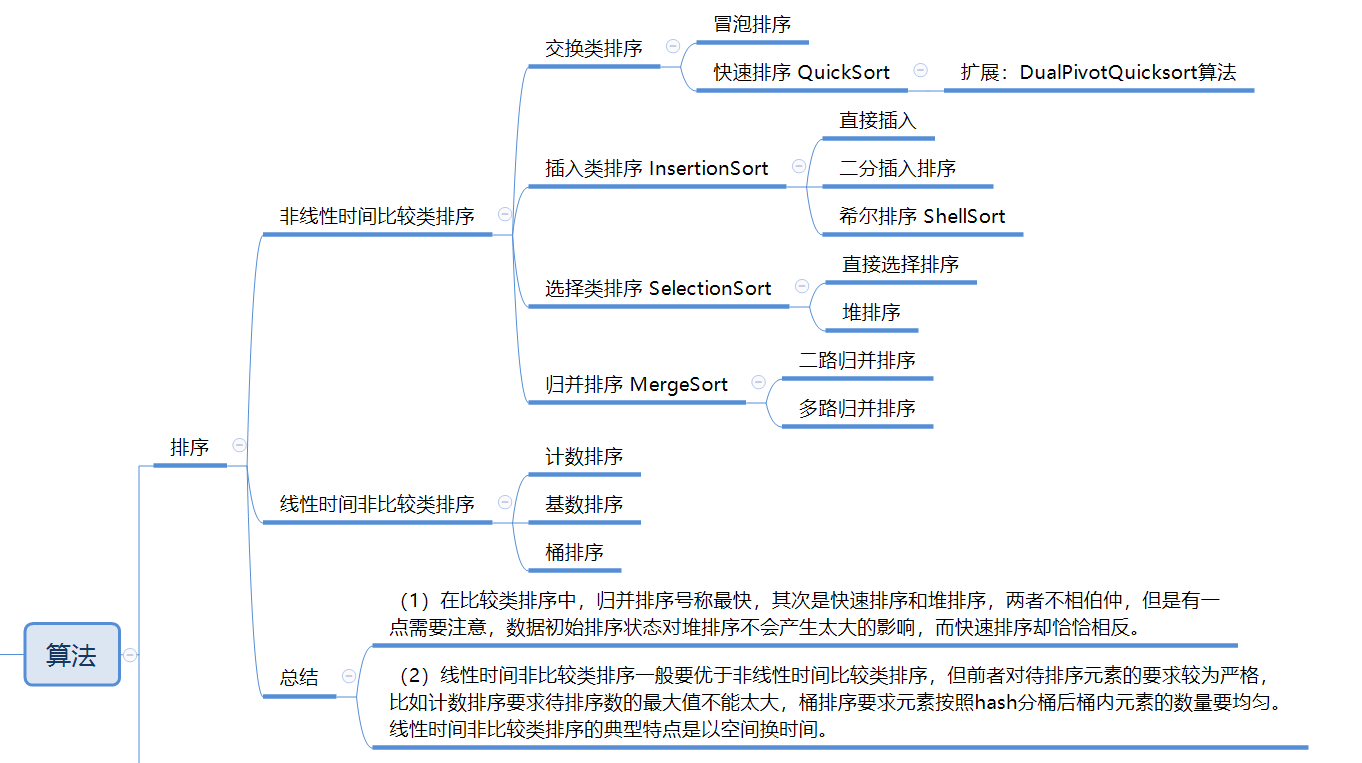 算法
排序
非线性时间比较类排序
交换类排序
冒泡排序
快速排序 QuickSort
扩展：DualPivotQuicksort算法
插入类排序 InsertionSort
直接插入
二分插入排序
希尔排序 ShellSort
选择类排序 SelectionSort
直接选择排序
堆排序
归并排序 MergeSort
二路归并排序
多路归并排序
线性时间非比较类排序
计数排序
基数排序
桶排序
总结
（1）在比较类排序中，归并排序号称最快，其次是快速排序和堆排序，两者不相伯仲，但是有一
点需要注意，数据初始排序状态对堆排序不会产生太大的影响，而快速排序却恰恰相反。
（2）线性时间非比较类排序一般要优于非线性时间比较类排序，但前者对待排序元素的要求较为严格，
比如计数排序要求待排序数的最大值不能太大，桶排序要求元素按照hash分桶后桶内元素的数量要均匀。
线性时间非比较类排序的典型特点是以空间换时间。